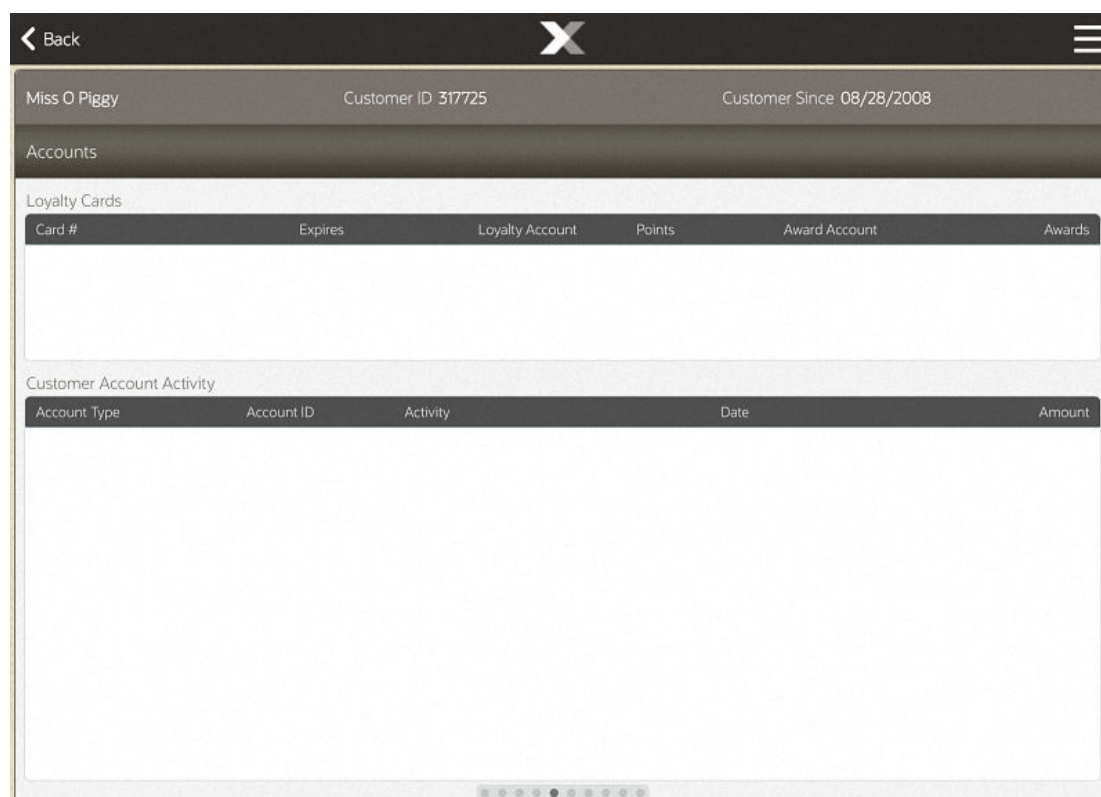 Back
Miss O Piggy Customer ID 317725 Customer Since 08/28/2008
Accounts
Loyalty Cards
Card # Expires Loyalty Account Points Award Account Awards
Customer Account Activity
Account Type Account ID Activity Date Amount